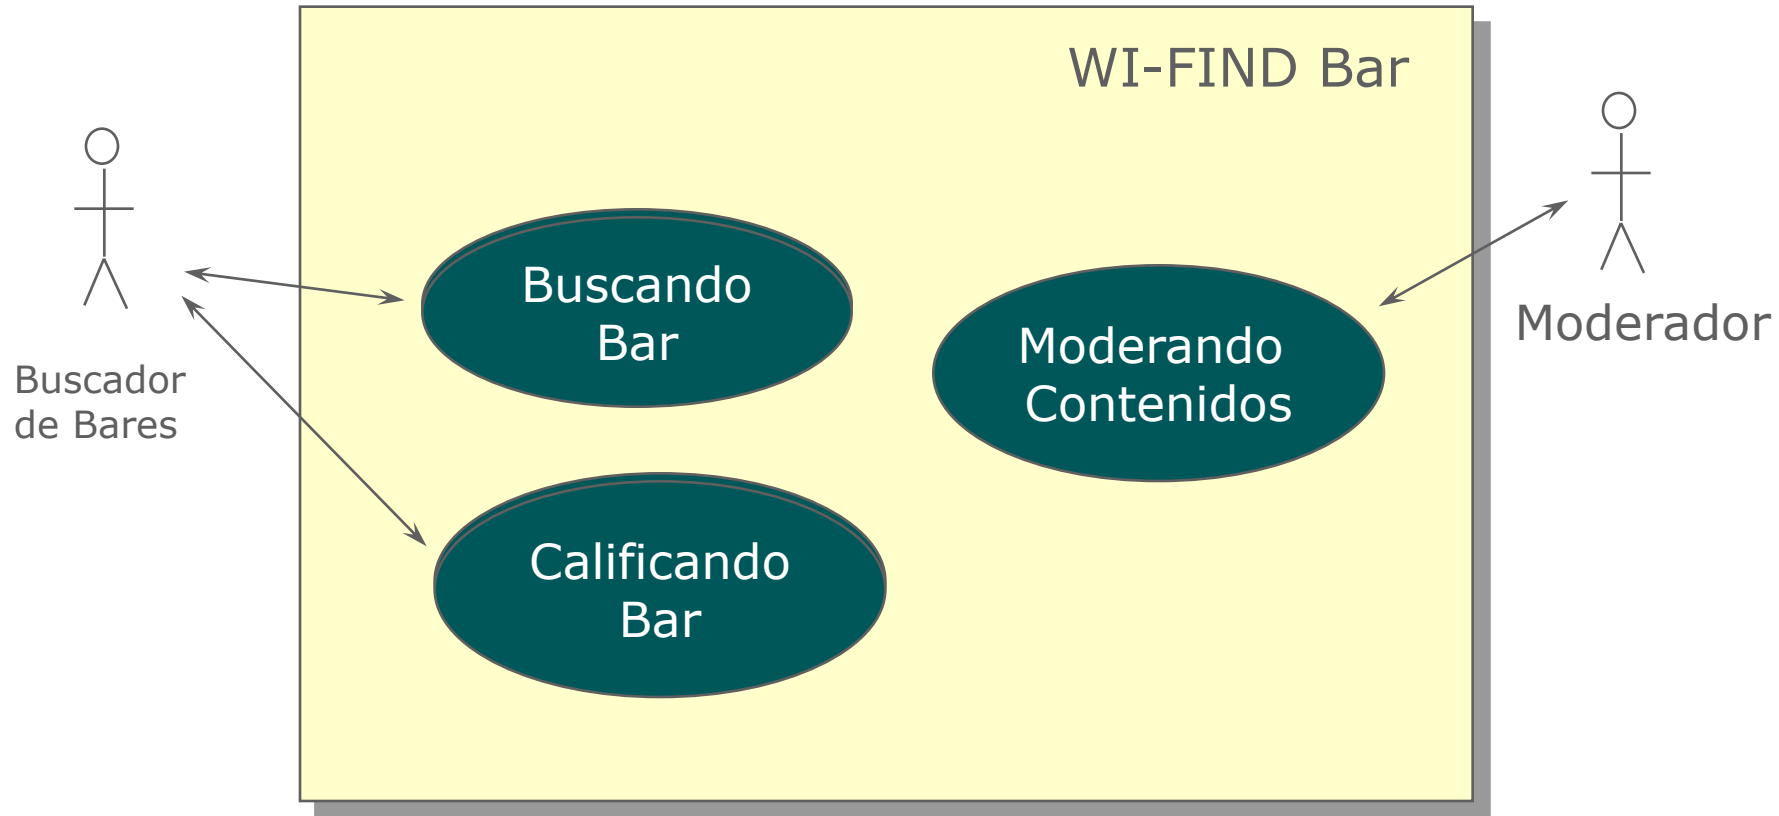 WI-FIND Bar
Buscador
de Bares
Buscando
Bar
Calificando
Bar
Moderando
Contenidos
Moderador